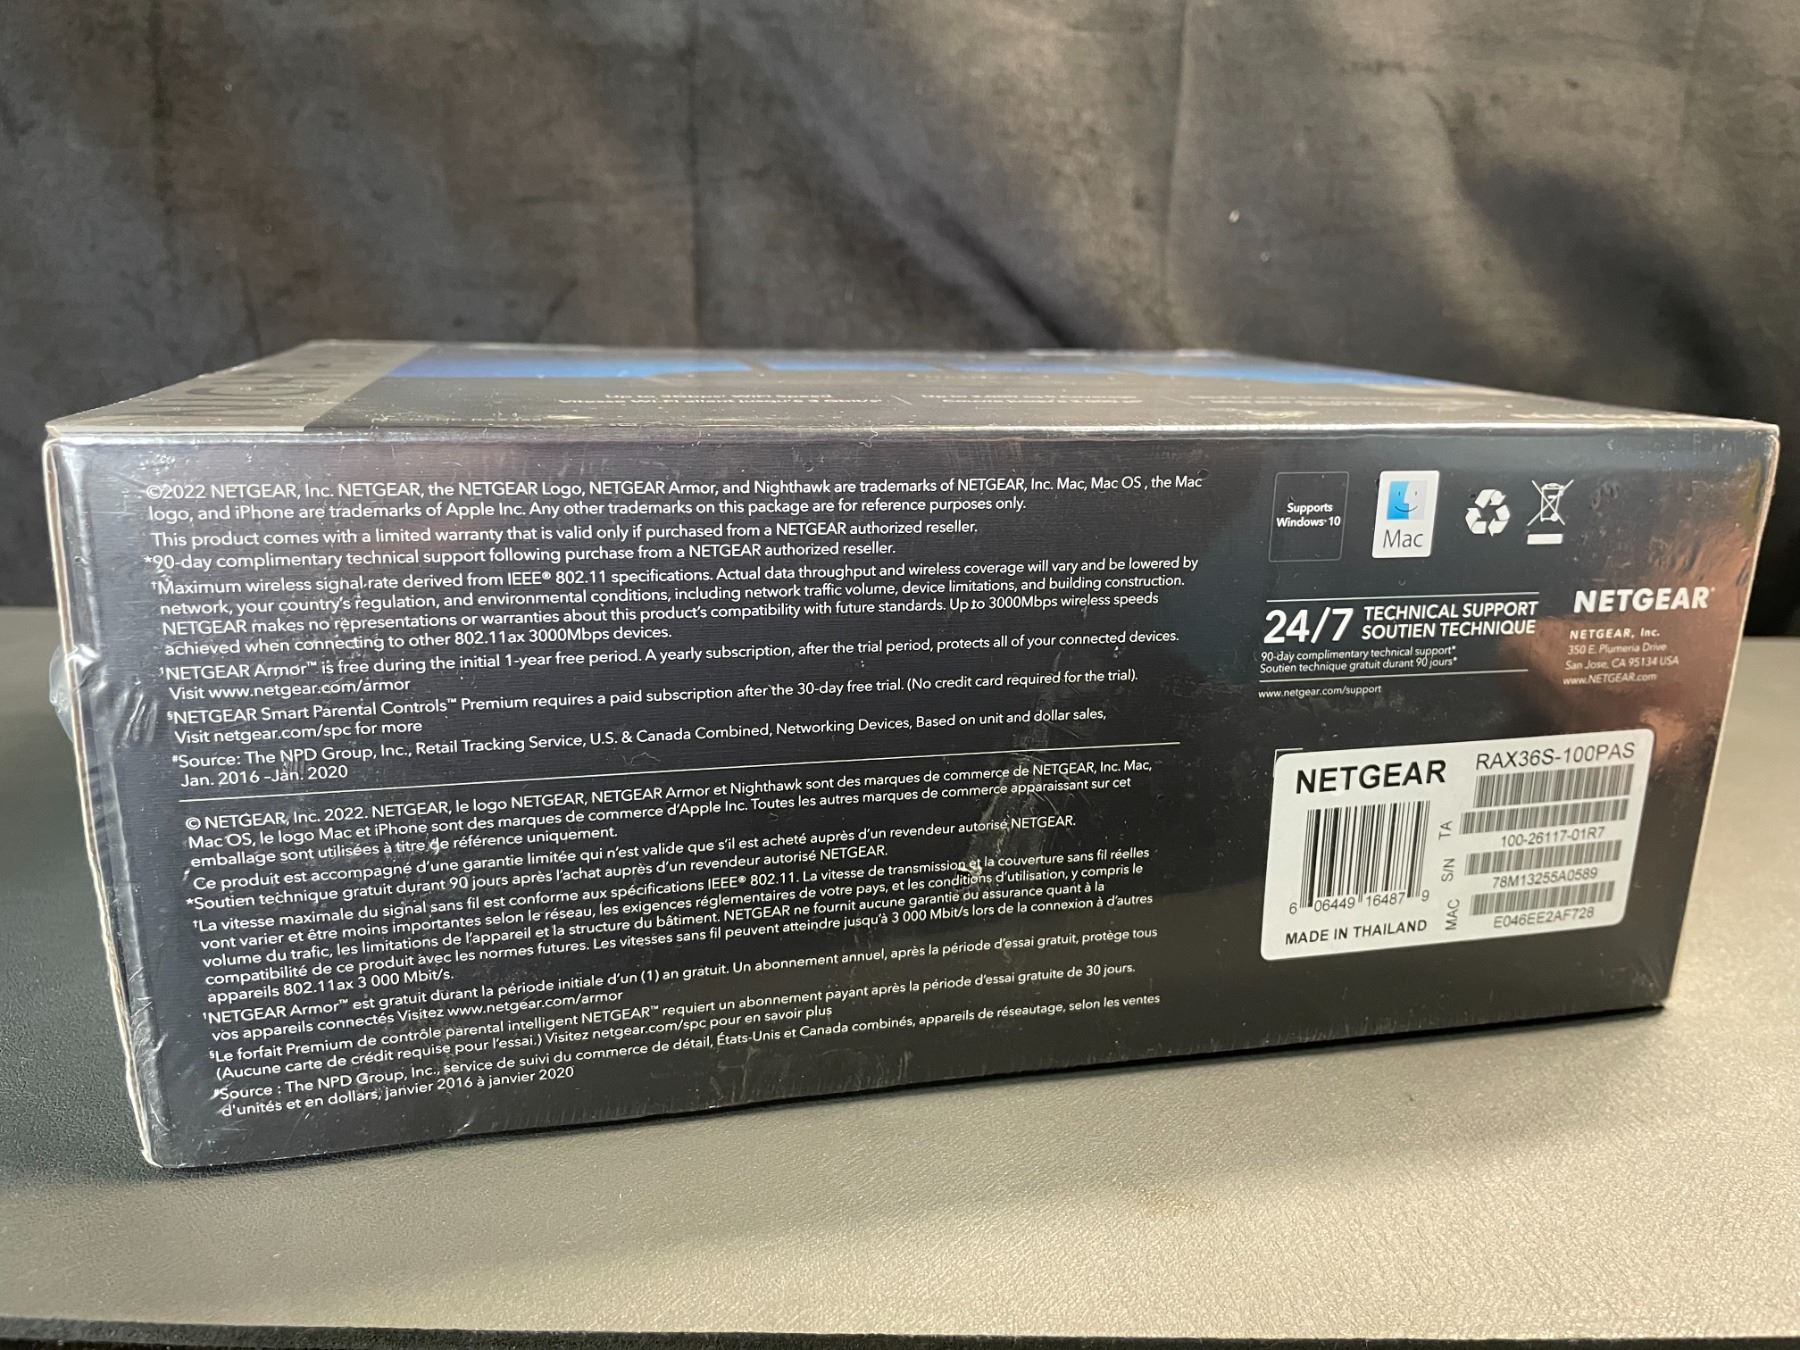 Up to 3Gbps† WiFi Speed
©2022 NETGEAR, Inc. NETGEAR, the NETGEAR Logo, NETGEAR Armor, and Nighthawk are trademarks of NETGEAR, Inc. Mac, Mac OS, the Mac
logo, and iPhone are trademarks of Apple Inc. Any other trademarks on this package are for reference purposes only.
This product comes with a limited warranty that is valid only if purchased from a NETGEAR authorized reseller.
*90-day complimentary technical support following purchase from a NETGEAR authorized reseller.
†Maximum wireless signal rate derived from IEEE® 802.11 specifications. Actual data throughput and wireless coverage will vary and be lowered by
network, your country's regulation, and environmental conditions, including network traffic volume, device limitations, and building construction.
NETGEAR makes no representations or warranties about this product's compatibility with future standards. Up to 3000Mbps wireless speeds
achieved when connecting to other 802.11ax 3000Mbps devices.
¹NETGEAR Armor™ is free during the initial 1-year free period. A yearly subscription, after the trial period, protects all of your connected devices.
Visit www.netgear.com/armor
§NETGEAR Smart Parental Controls™ Premium requires a paid subscription after the 30-day free trial. (No credit card required for the trial).
Visit netgear.com/spc for more
#Source: The NPD Group, Inc., Retail Tracking Service, U.S. & Canada Combined, Networking Devices, Based on unit and dollar sales,
Jan. 2016 –Jan. 2020
© NETGEAR, Inc. 2022. NETGEAR, le logo NETGEAR, NETGEAR Armor et Nighthawk sont des marques de commerce de NETGEAR, Inc. Mac,
Mac OS, le logo Mac et iPhone sont des marques de commerce d'Apple Inc. Toutes les autres marques de commerce apparaissant sur cet
emballage sont utilisées à titre de référence uniquement.
Ce produit est accompagné d'une garantie limitée qui n'est valide que s'il est acheté auprès d'un revendeur autorisé NETGEAR.
*Soutien technique gratuit durant 90 jours après l'achat auprès d'un revendeur autorisé NETGEAR.
†La vitesse maximale du signal sans fil est conforme aux spécifications IEEE® 802.11. La vitesse de transmission et la couverture sans fil réelles
vont varier et être moins importantes selon le réseau, les exigences réglementaires de votre pays, et les conditions d'utilisation, y compris le
volume du trafic, les limitations de l'appareil et la structure du bâtiment. NETGEAR ne fournit aucune garantie ou assurance quant à la
compatibilité de ce produit avec les normes futures. Les vitesses sans fil peuvent atteindre jusqu'à 3 000 Mbit/s lors de la connexion à d'autres
appareils 802.11ax 3 000 Mbit/s.
¹NETGEAR Armor™ est gratuit durant la période initiale d'un (1) an gratuit. Un abonnement annuel, après la période d'essai gratuit, protège tous
vos appareils connectés Visitez www.netgear.com/armor
§Le forfait Premium de contrôle parental intelligent NETGEAR™ requiert un abonnement payant après la période d'essai gratuite de 30 jours.
(Aucune carte de crédit requise pour l'essai.) Visitez netgear.com/spc pour en savoir plus
#Source : The NPD Group, Inc., service de suivi du commerce de détail, États-Unis et Canada combinés, appareils de réseautage, selon les ventes
d'unités et en dollars, janvier 2016 à janvier 2020
Supports
Windows® 10
Mac
24/7 TECHNICAL SUPPORT
SOUTIEN TECHNIQUE
90-day complimentary technical support*
Soutien technique gratuit durant 90 jours*
www.netgear.com/support
NETGEAR®
NETGEAR, Inc.
350 E. Plumeria Drive
San Jose, CA 95134 USA
www.NETGEAR.com
NETGEAR
RAX36S-100PAS
TA
100-26117-01R7
S/N
78M13255A0589
MAC
E046EE2AF728
6 06449 16487 9
MADE IN THAILAND